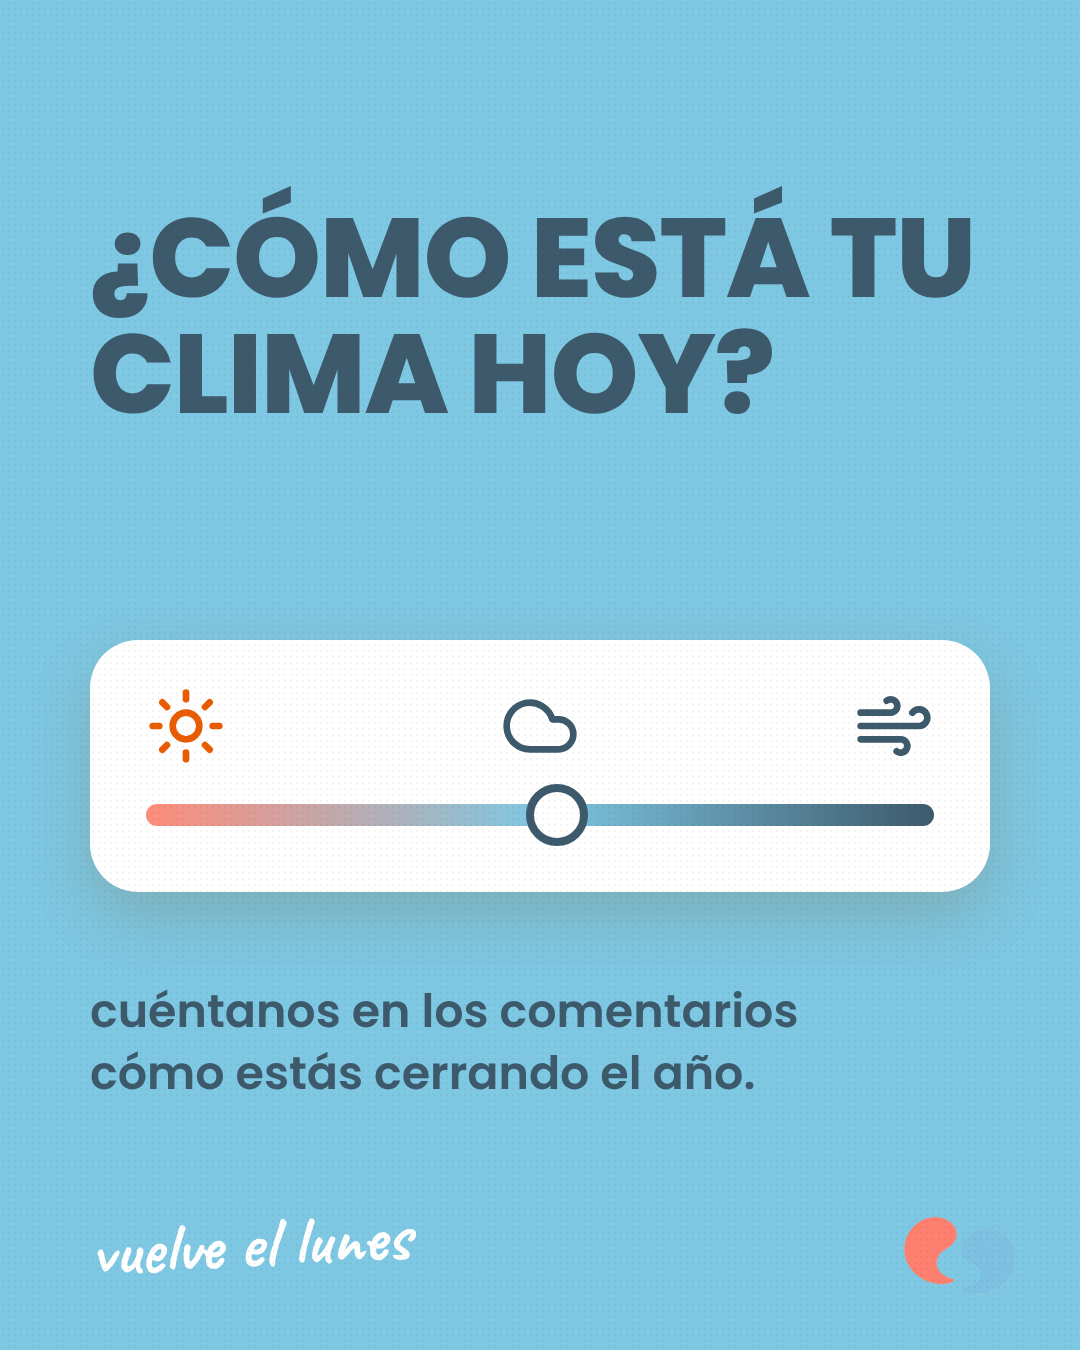 ¿CÓMO ESTÁ TU
CLIMA HOY?
cuéntanos en los comentarios
cómo estás cerrando el año.
vuelve el lunes